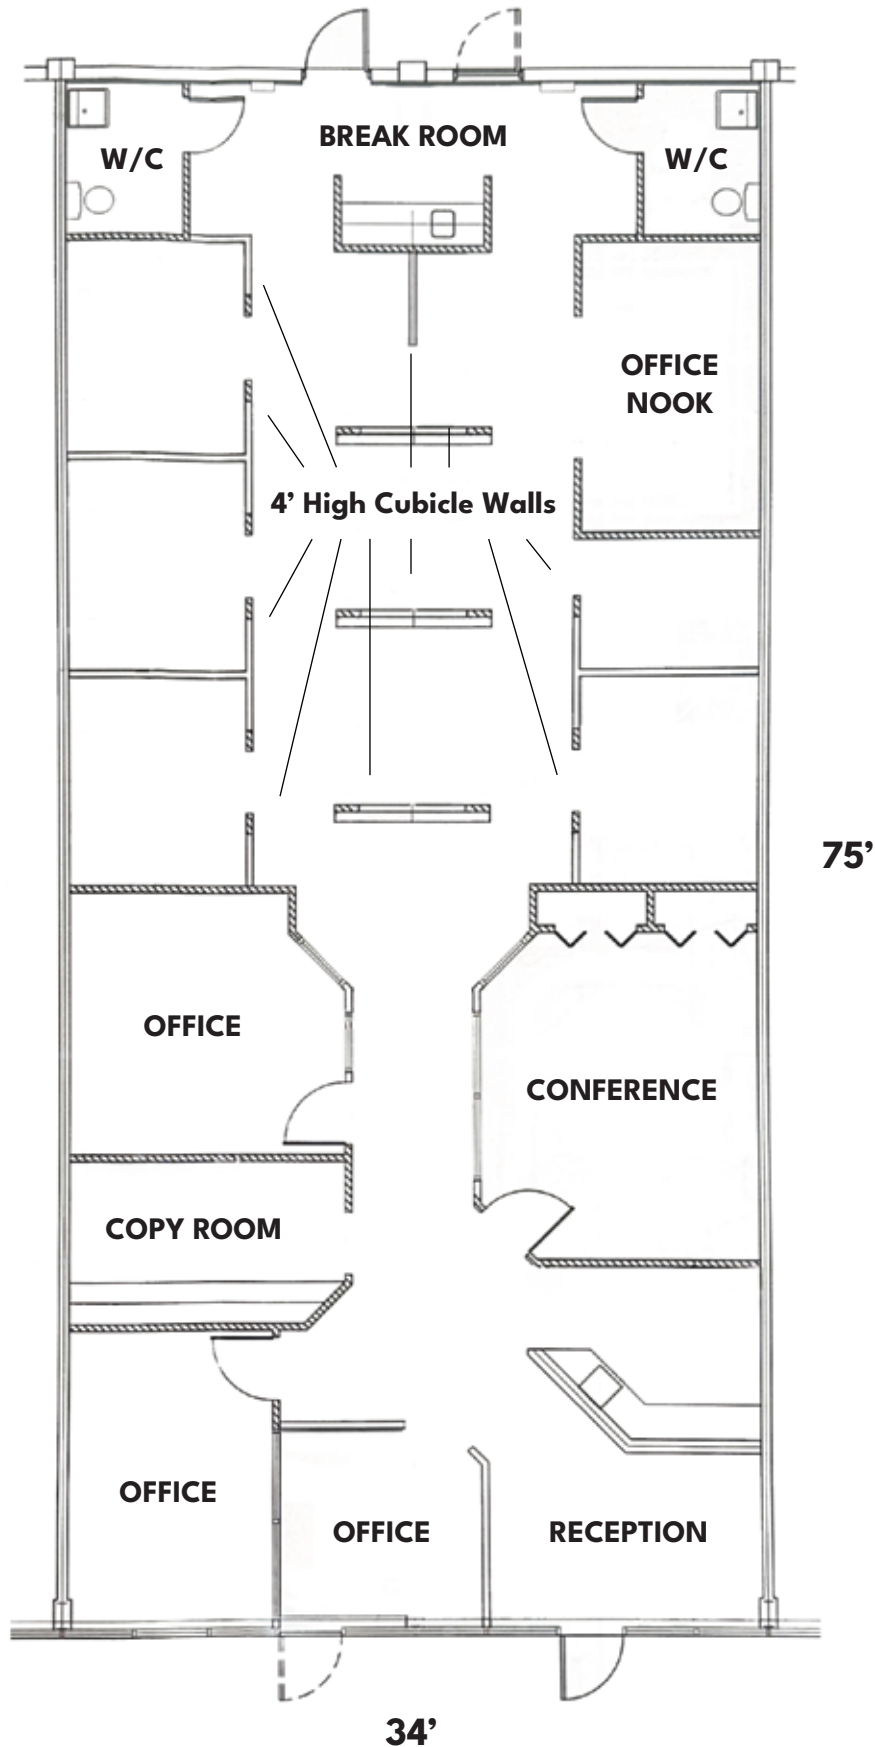 BREAK ROOM
W/C
W/C
OFFICE
NOOK
4’ High Cubicle Walls
75’
OFFICE
CONFERENCE
COPY ROOM
OFFICE
OFFICE
RECEPTION
34’